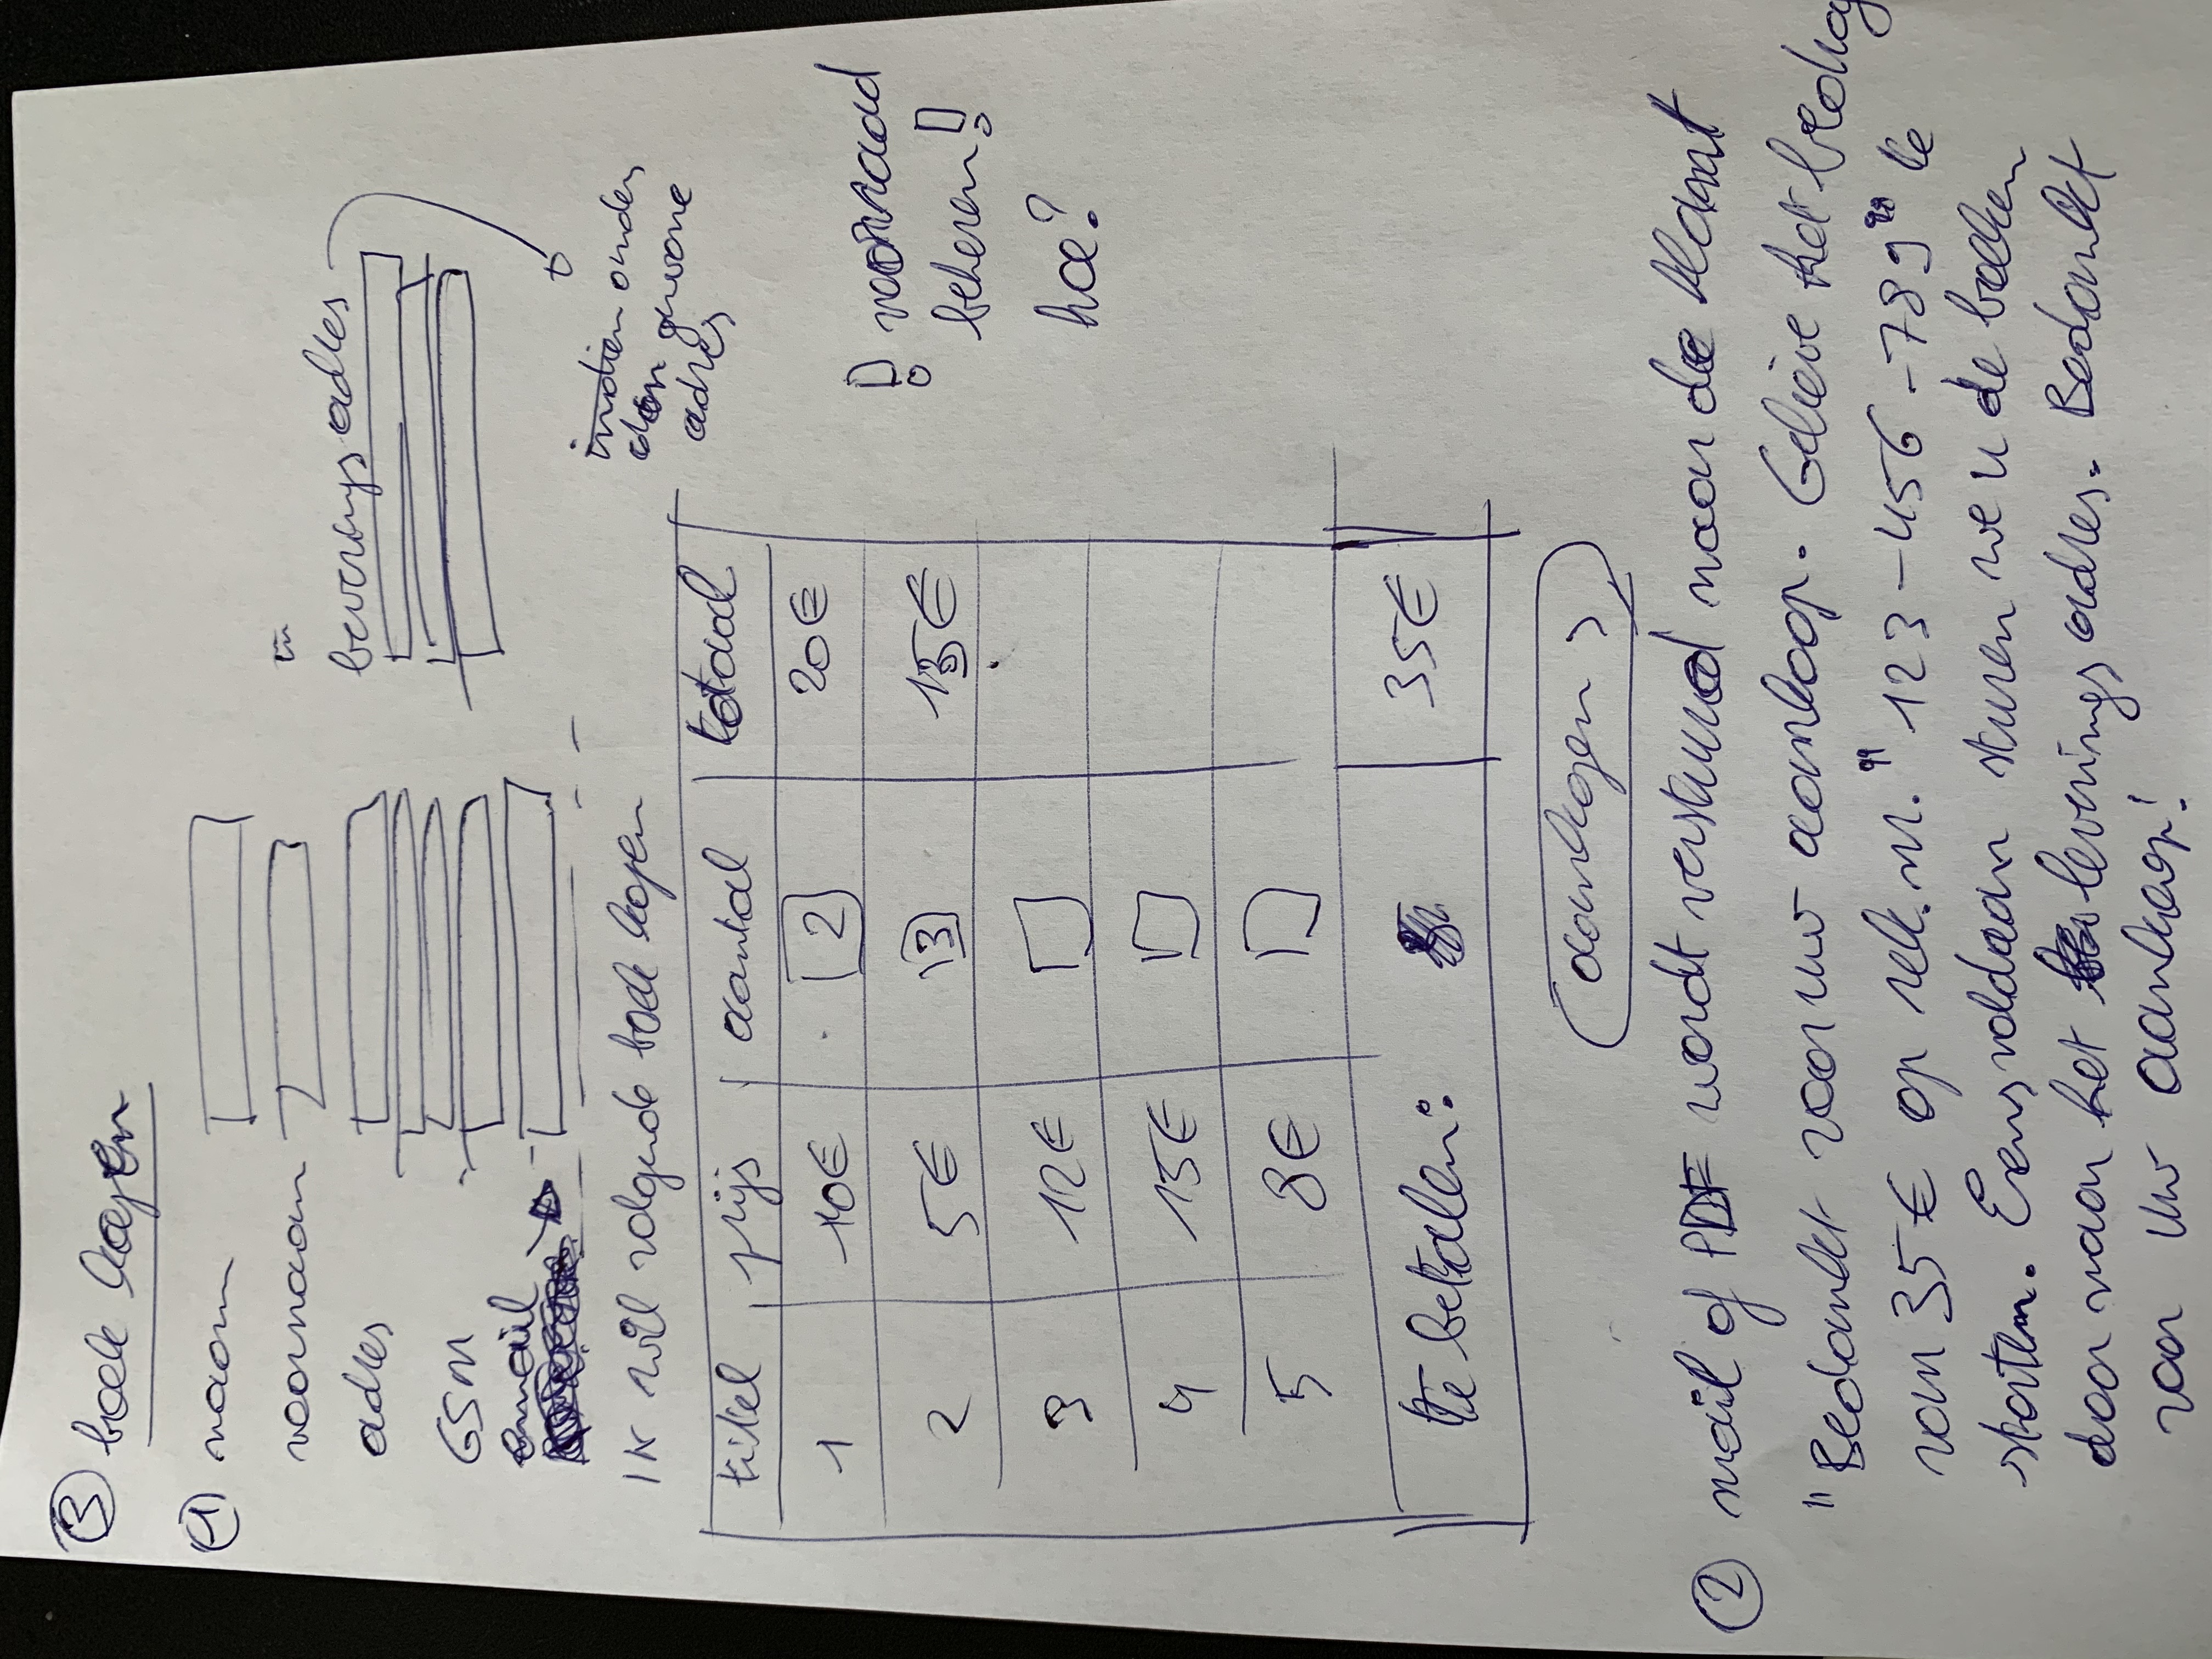 3 boek kopen
1 naam
voornaam
adres
GSM
email
leverings adres
indien anders
dan gewone
adres
IK wil volgende boek kopen
titel prijs aantal totaal
1 10€ 2 20€
2 5€ 3 15€
3 12€
4 15€
5 8€
te betalen: 35€
! voorraad
beheren!
hoe?
aankopen >
2 mail of PDF wordt verstuurd naar de klant
"Bedankt voor uw aankoop. Gelieve het bedrag
van 35€ op rek.nr. "123-456-789" te
storten. Eens voldaan sturen we u de boeken
door naar het leverings adres. Bedankt
voor uw aankoop!